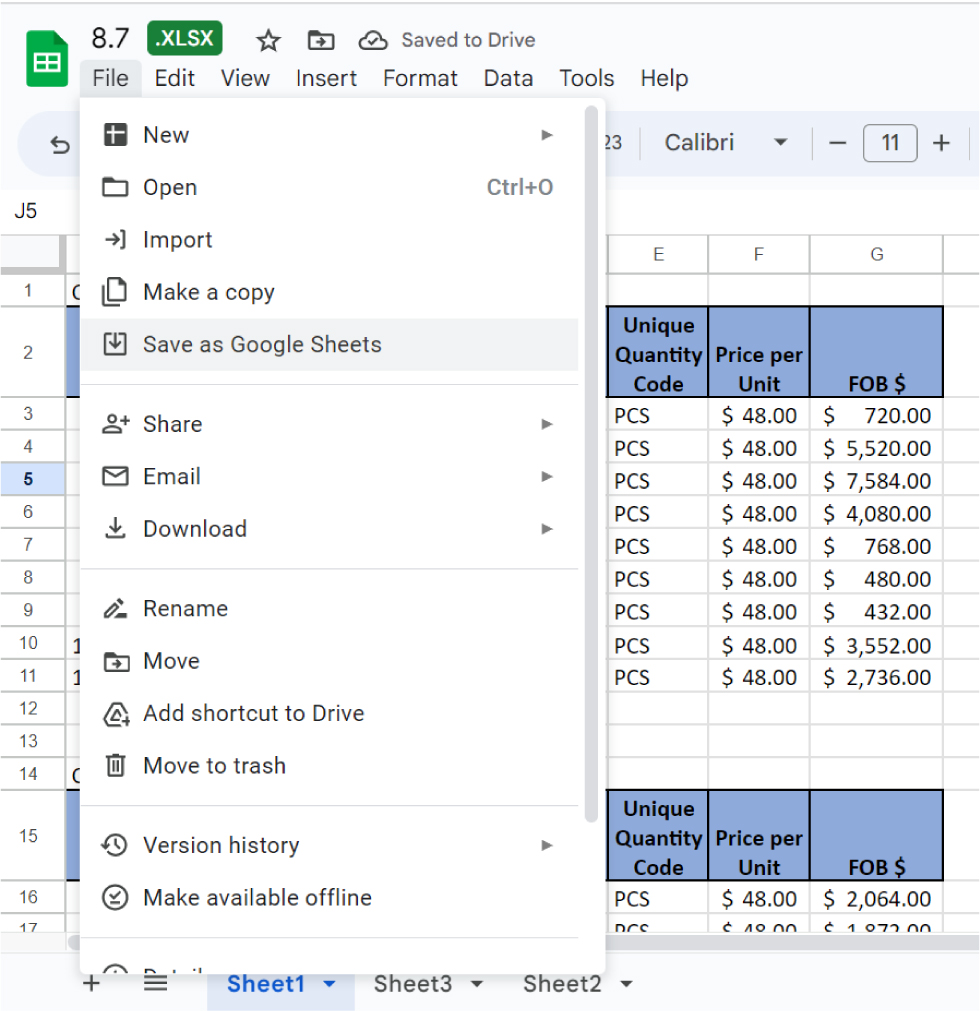 8.7 .XLSX Saved to Drive
File Edit View Insert Format Data Tools Help
23 Calibri 11
J5
New
Open Ctrl+O
Import
Make a copy
Save as Google Sheets
Share
Email
Download
Rename
Move
Add shortcut to Drive
Move to trash
Version history
Make available offline
E F G
1
2 Unique Quantity Code Price per Unit FOB $
3 PCS $ 48.00 $ 720.00
4 PCS $ 48.00 $ 5,520.00
5 PCS $ 48.00 $ 7,584.00
6 PCS $ 48.00 $ 4,080.00
7 PCS $ 48.00 $ 768.00
8 PCS $ 48.00 $ 480.00
9 PCS $ 48.00 $ 432.00
10 1 PCS $ 48.00 $ 3,552.00
11 1 PCS $ 48.00 $ 2,736.00
12
13
14
15 Unique Quantity Code Price per Unit FOB $
16 PCS $ 48.00 $ 2,064.00
17 PCS $ 48.00 $ 1,872.00
Sheet1 Sheet3 Sheet2